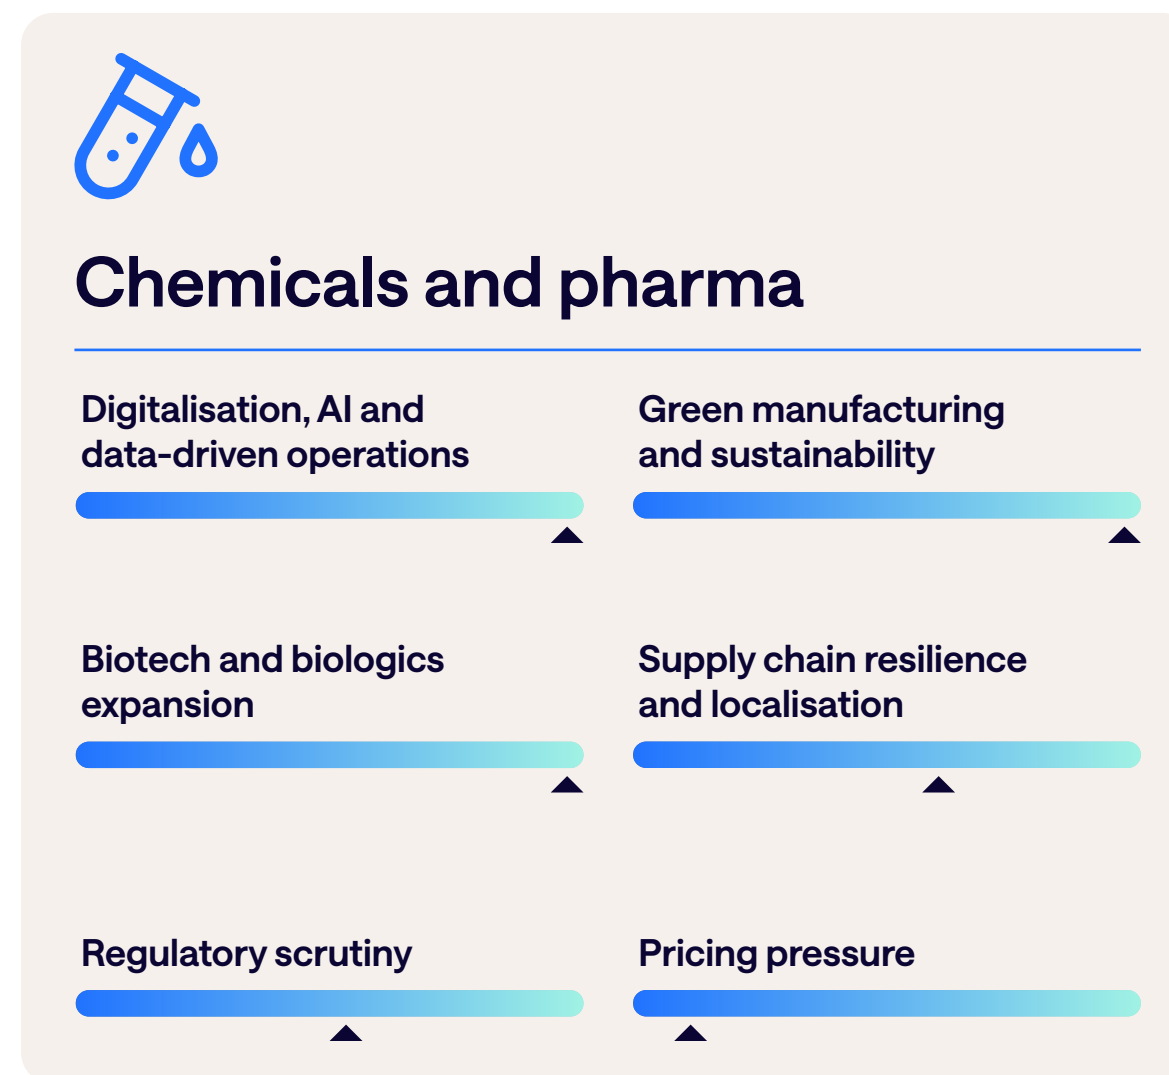 Chemicals and pharma
Digitalisation, AI and
data-driven operations
Green manufacturing
and sustainability
Biotech and biologics
expansion
Supply chain resilience
and localisation
Regulatory scrutiny
Pricing pressure